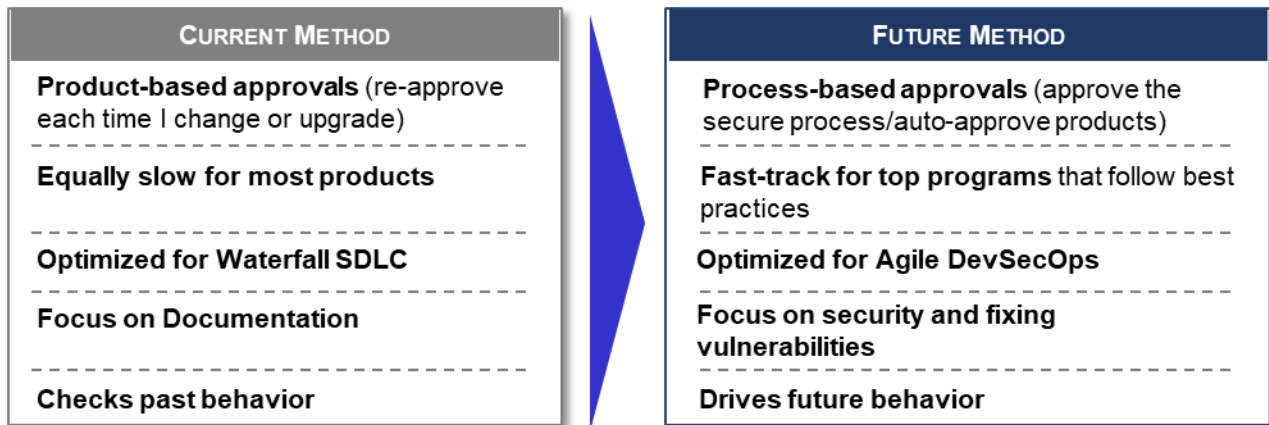 CURRENT METHOD
Product-based approvals (re-approve
each time I change or upgrade)
Equally slow for most products
Optimized for Waterfall SDLC
Focus on Documentation
Checks past behavior
FUTURE METHOD
Process-based approvals (approve the
secure process/auto-approve products)
Fast-track for top programs that follow best
practices
Optimized for Agile DevSecOps
Focus on security and fixing
vulnerabilities
Drives future behavior